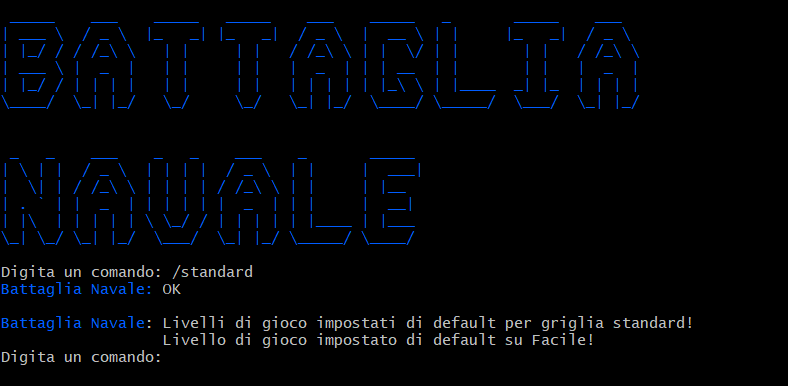 BATTAGLIA
NAVALE
Digita un comando: /standard
Battaglia Navale: OK
Battaglia Navale: Livelli di gioco impostati di default per griglia standard!
Livello di gioco impostato di default su Facile!
Digita un comando: